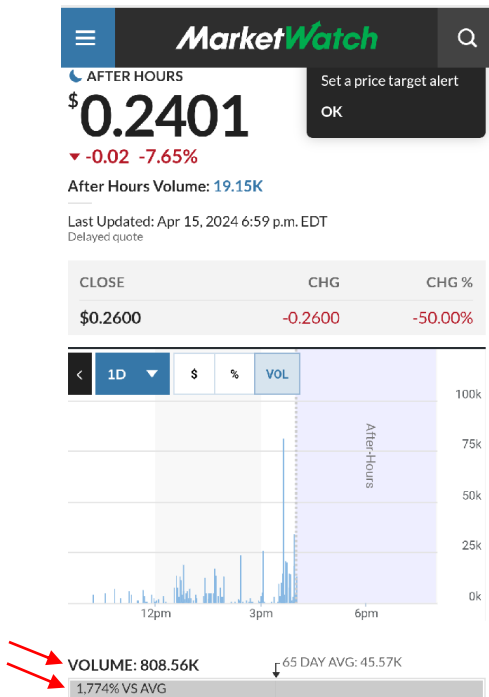 MarketWatch
AFTER HOURS
Set a price target alert
$0.2401
OK
-0.02 -7.65%
After Hours Volume: 19.15K
Last Updated: Apr 15, 2024 6:59 p.m. EDT
Delayed quote
CLOSE CHG CHG %
$0.2600 -0.2600 -50.00%
< 1D $ % VOL
100k
After-Hours
75k
50k
25k
0k
12pm 3pm 6pm
VOLUME: 808.56K 65 DAY AVG: 45.57K
1,774% VS AVG